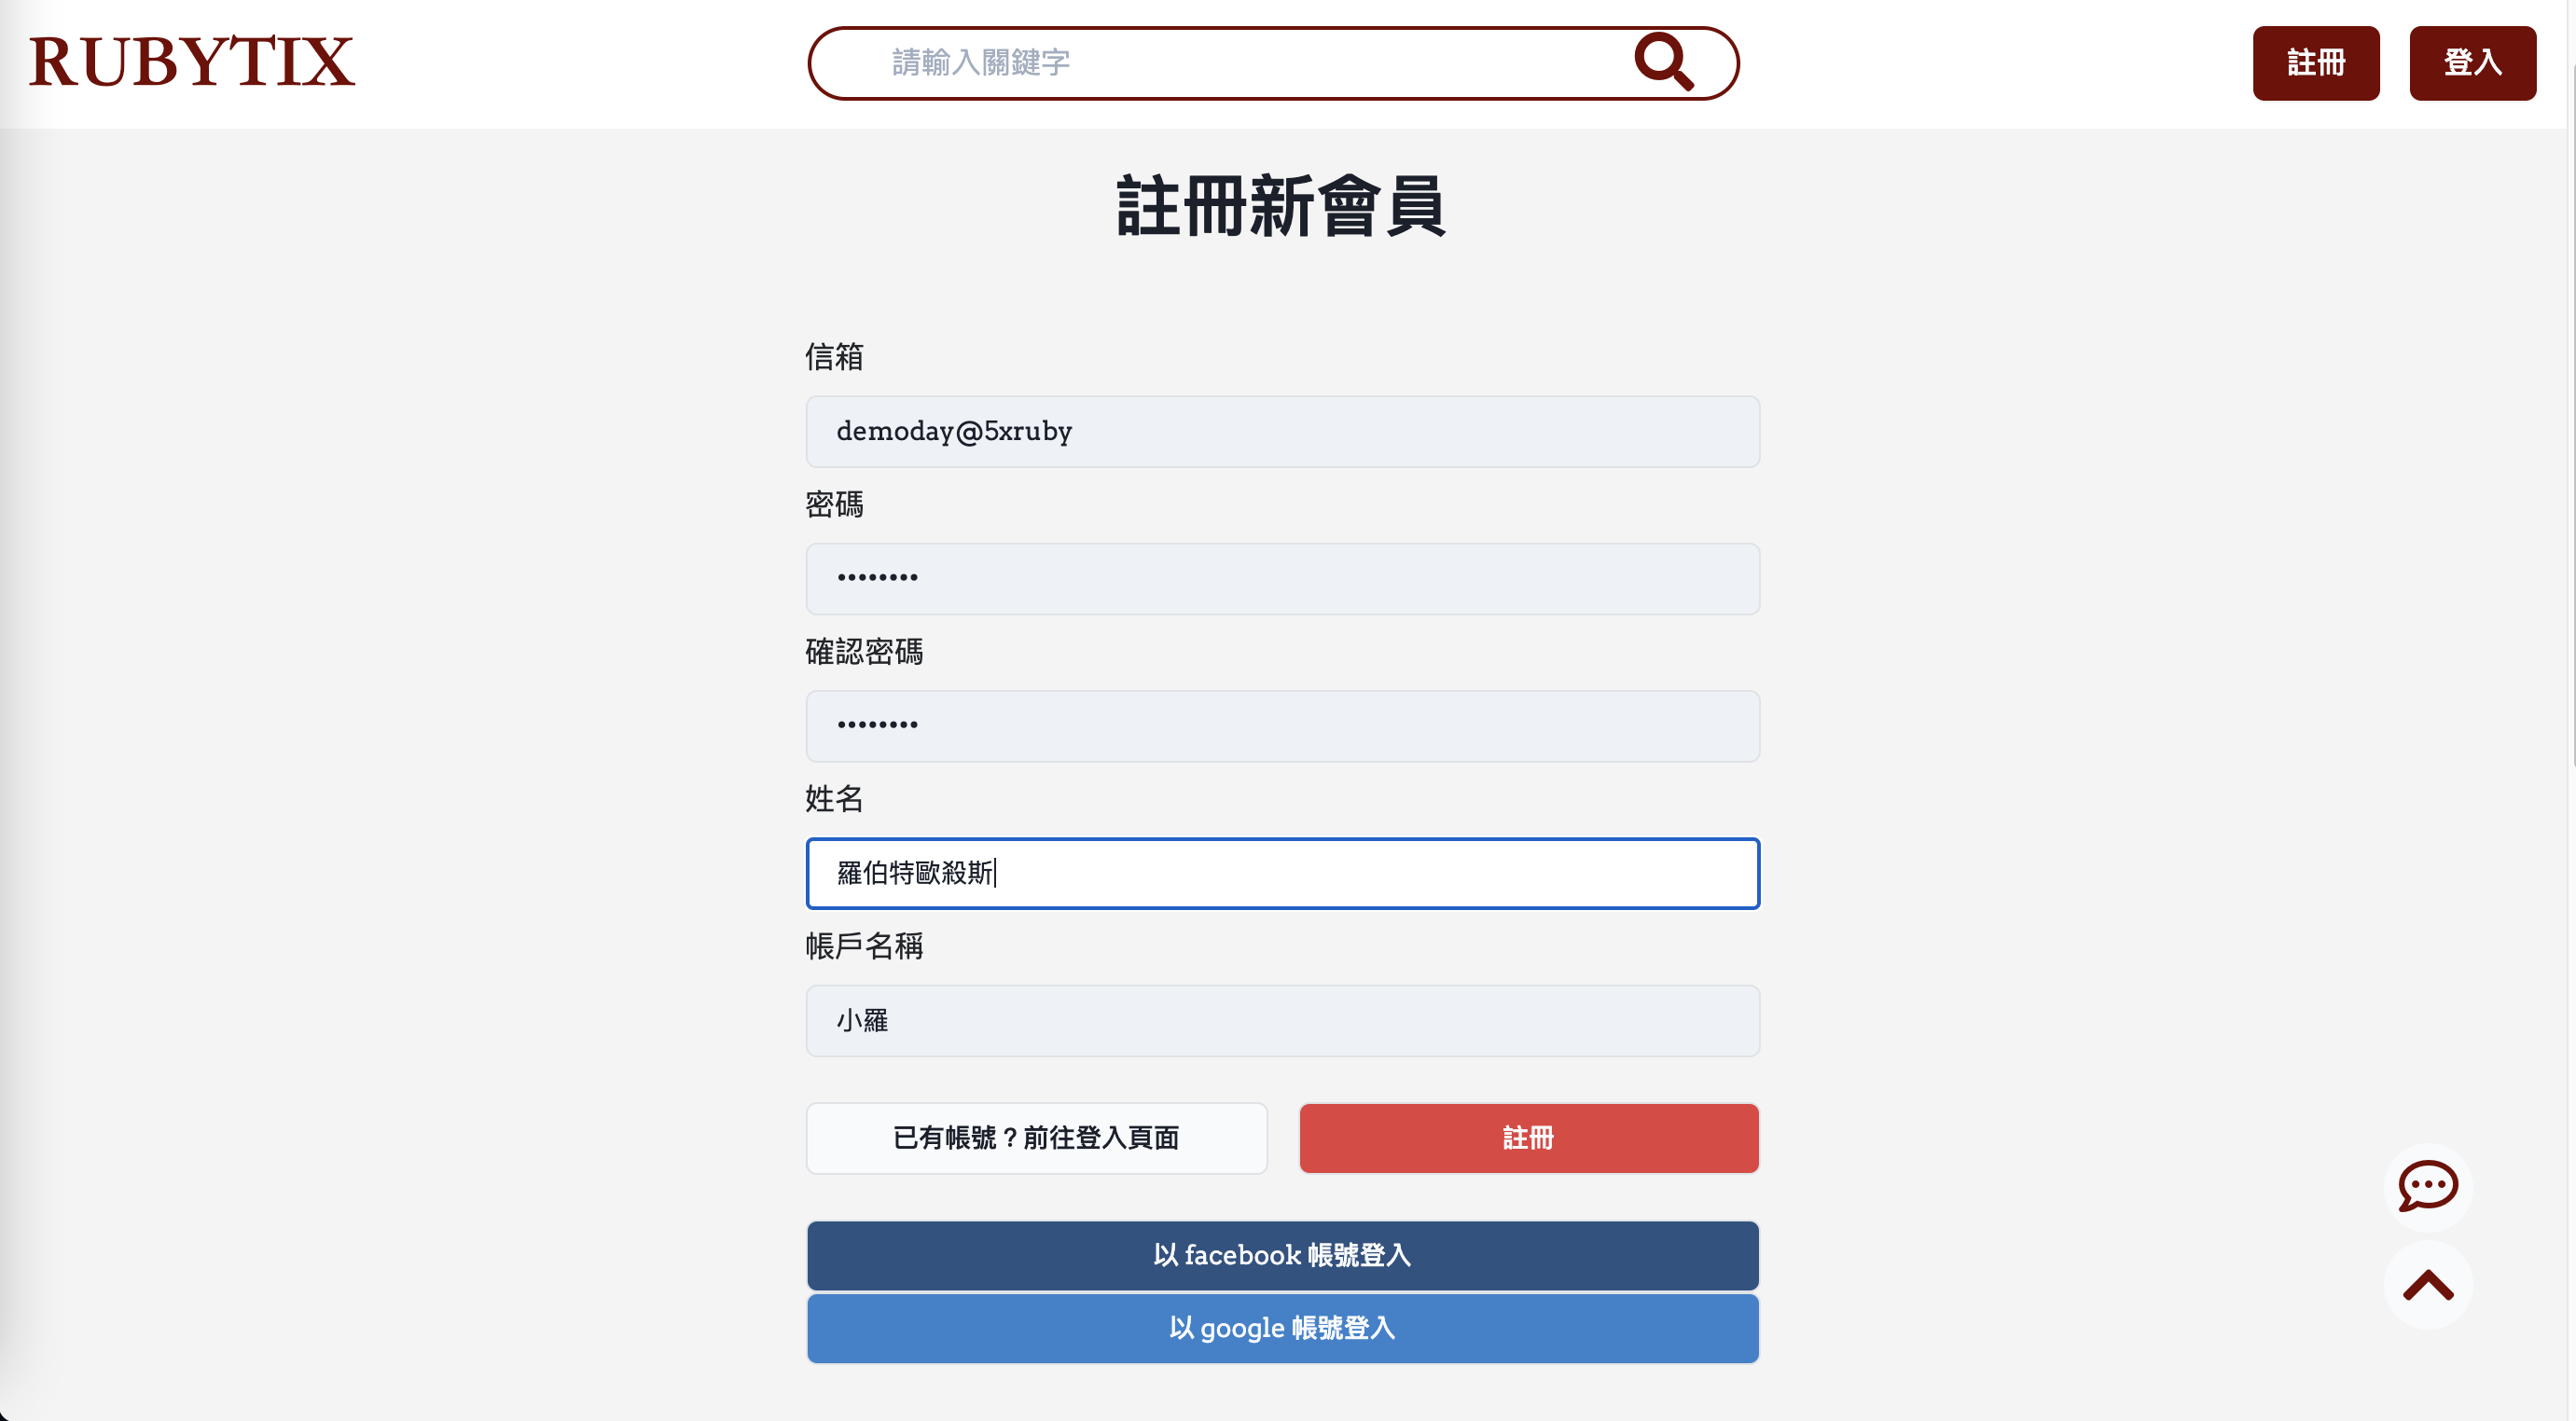 RUBYTIX
請輸入關鍵字
註冊
登入
註冊新會員
信箱
demoday@5xruby
密碼
••••••••
確認密碼
••••••••
姓名
羅伯特歐殺斯
帳戶名稱
小羅
已有帳號？前往登入頁面
註冊
以 facebook 帳號登入
以 google 帳號登入